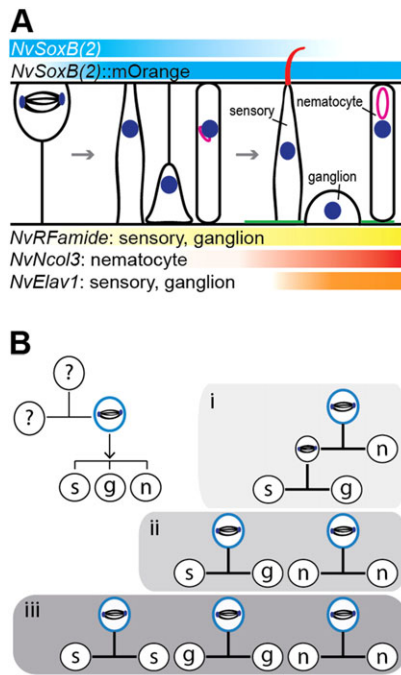 A
NvSoxB(2)
NvSoxB(2)::mOrange
sensory
nematocyte
ganglion
NvRFamide: sensory, ganglion
NvNcol3: nematocyte
NvElav1: sensory, ganglion
B
?
?
s g n
i
n
s g
ii
s g n n
iii
s s g g n n